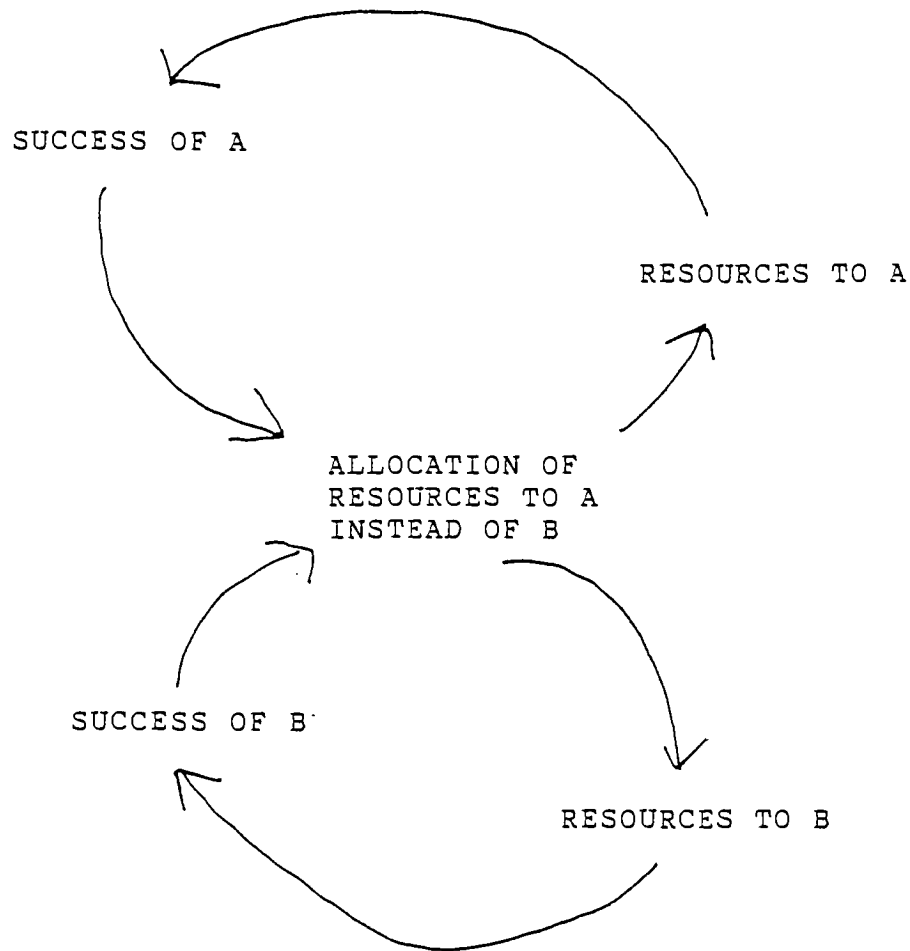 SUCCESS OF A
RESOURCES TO A
ALLOCATION OF
RESOURCES TO A
INSTEAD OF B
SUCCESS OF B
RESOURCES TO B